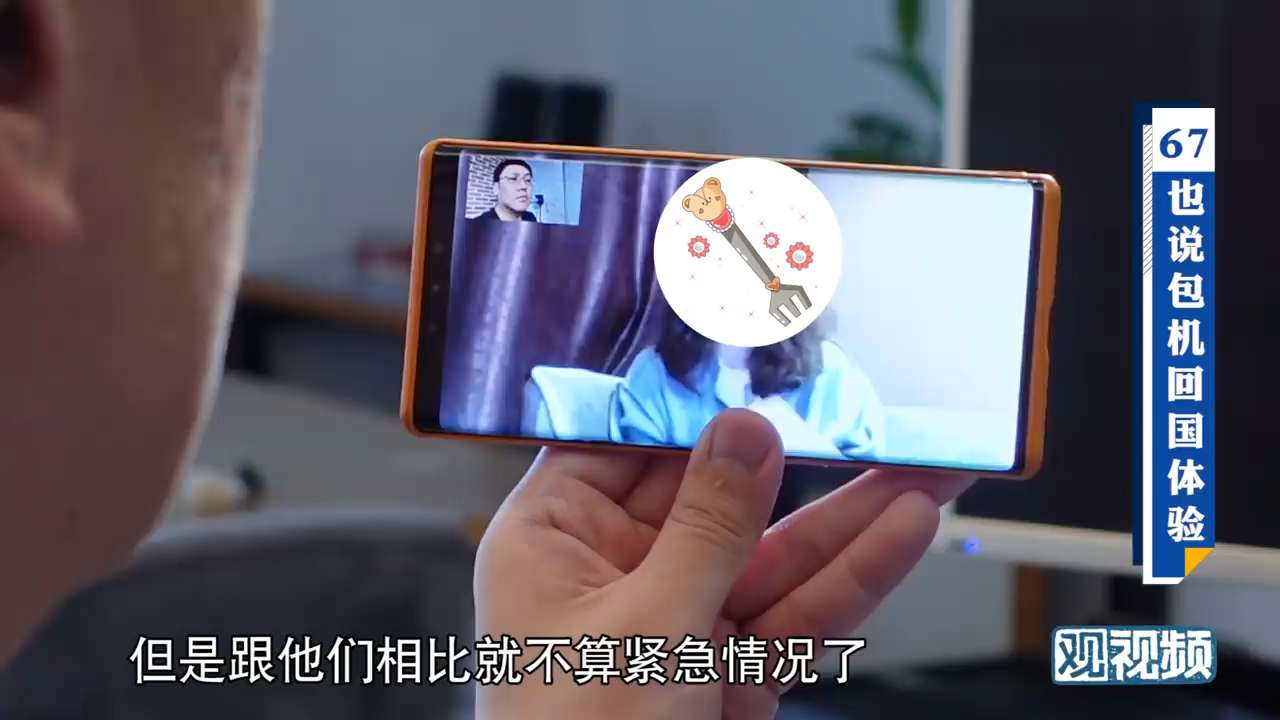 67
也说包机回国体验
但是跟他们相比就不算紧急情况了
观视频